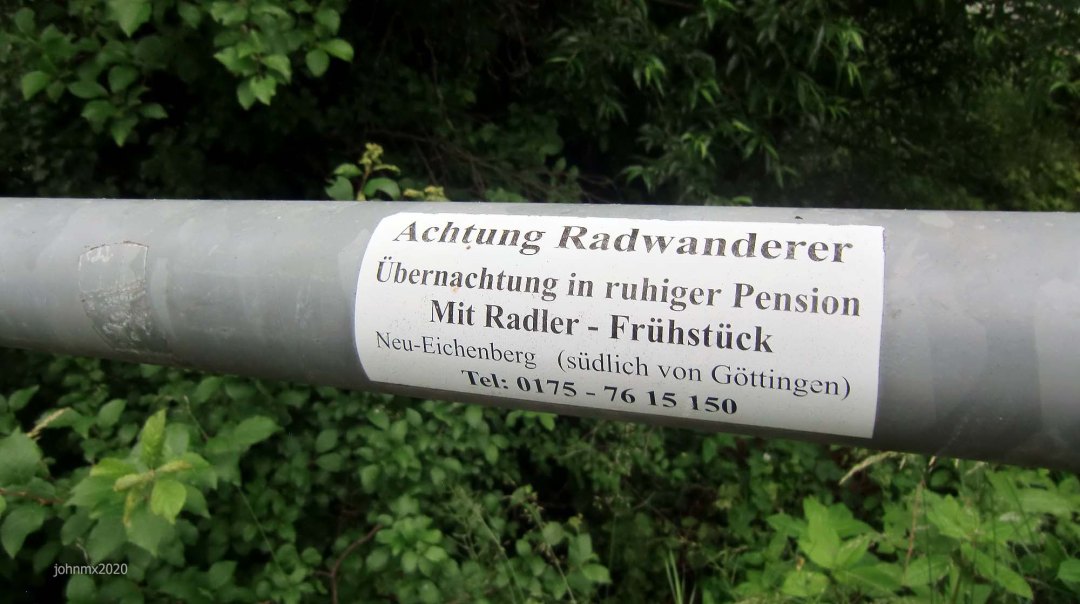 Achtung Radwanderer
Übernachtung in ruhiger Pension
Mit Radler - Frühstück
Neu-Eichenberg (südlich von Göttingen)
Tel: 0175 - 76 15 150
johnmx2020